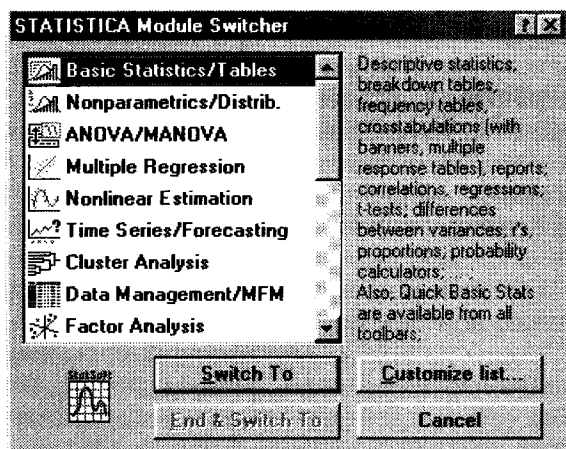 STATISTICA Module Switcher
? X
Basic Statistics/Tables
Nonparametrics/Distrib.
ANOVA/MANOVA
Multiple Regression
Nonlinear Estimation
Time Series/Forecasting
Cluster Analysis
Data Management/MFM
Factor Analysis
Descriptive statistics,
breakdown tables,
frequency tables,
crosstabulations (with
banners, multiple
response tables), reports;
correlations, regressions;
t-tests; differences
between variances, r's,
proportions, probability
calculators;
Also, Quick Basic Stats
are available from all
toolbars;
StatSoft
Switch To
Customize list...
End & Switch To
Cancel